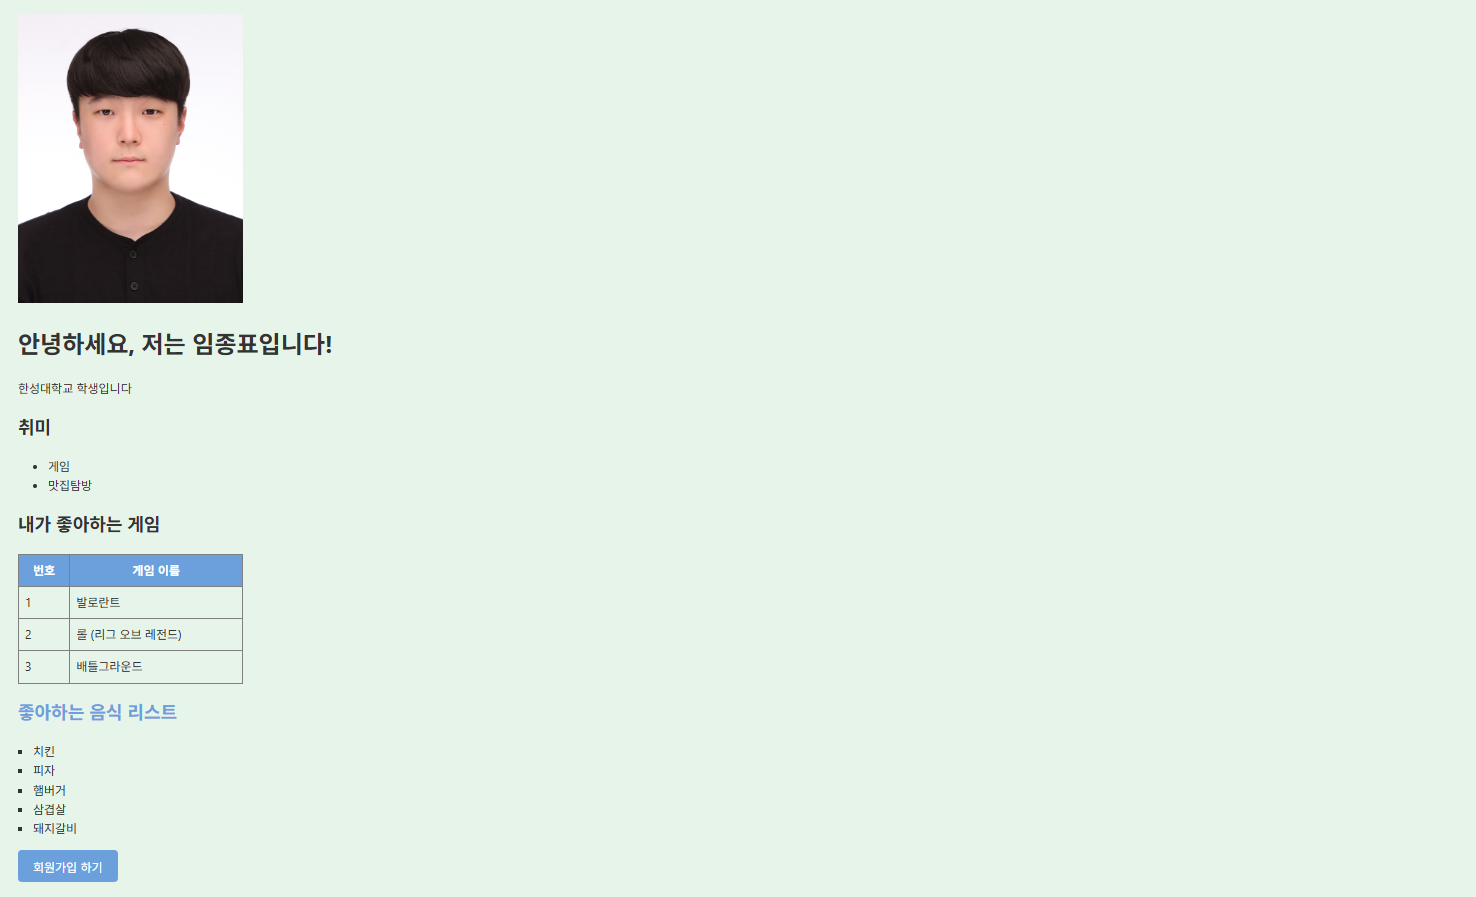 안녕하세요, 저는 임종표입니다!
한성대학교 학생입니다
취미
게임
맛집탐방
내가 좋아하는 게임
번호 게임 이름
1 발로란트
2 롤 (리그 오브 레전드)
3 배틀그라운드
좋아하는 음식 리스트
치킨
피자
햄버거
삼겹살
돼지갈비
회원가입 하기